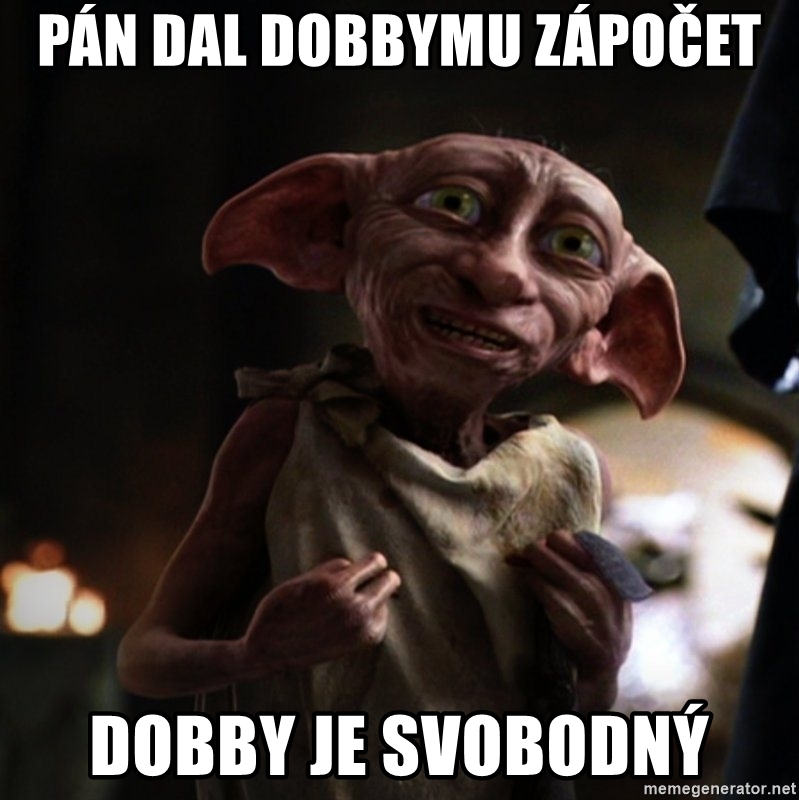 PÁN DAL DOBBYMU ZÁPOČET
DOBBY JE SVOBODNÝ
memegenerator.net